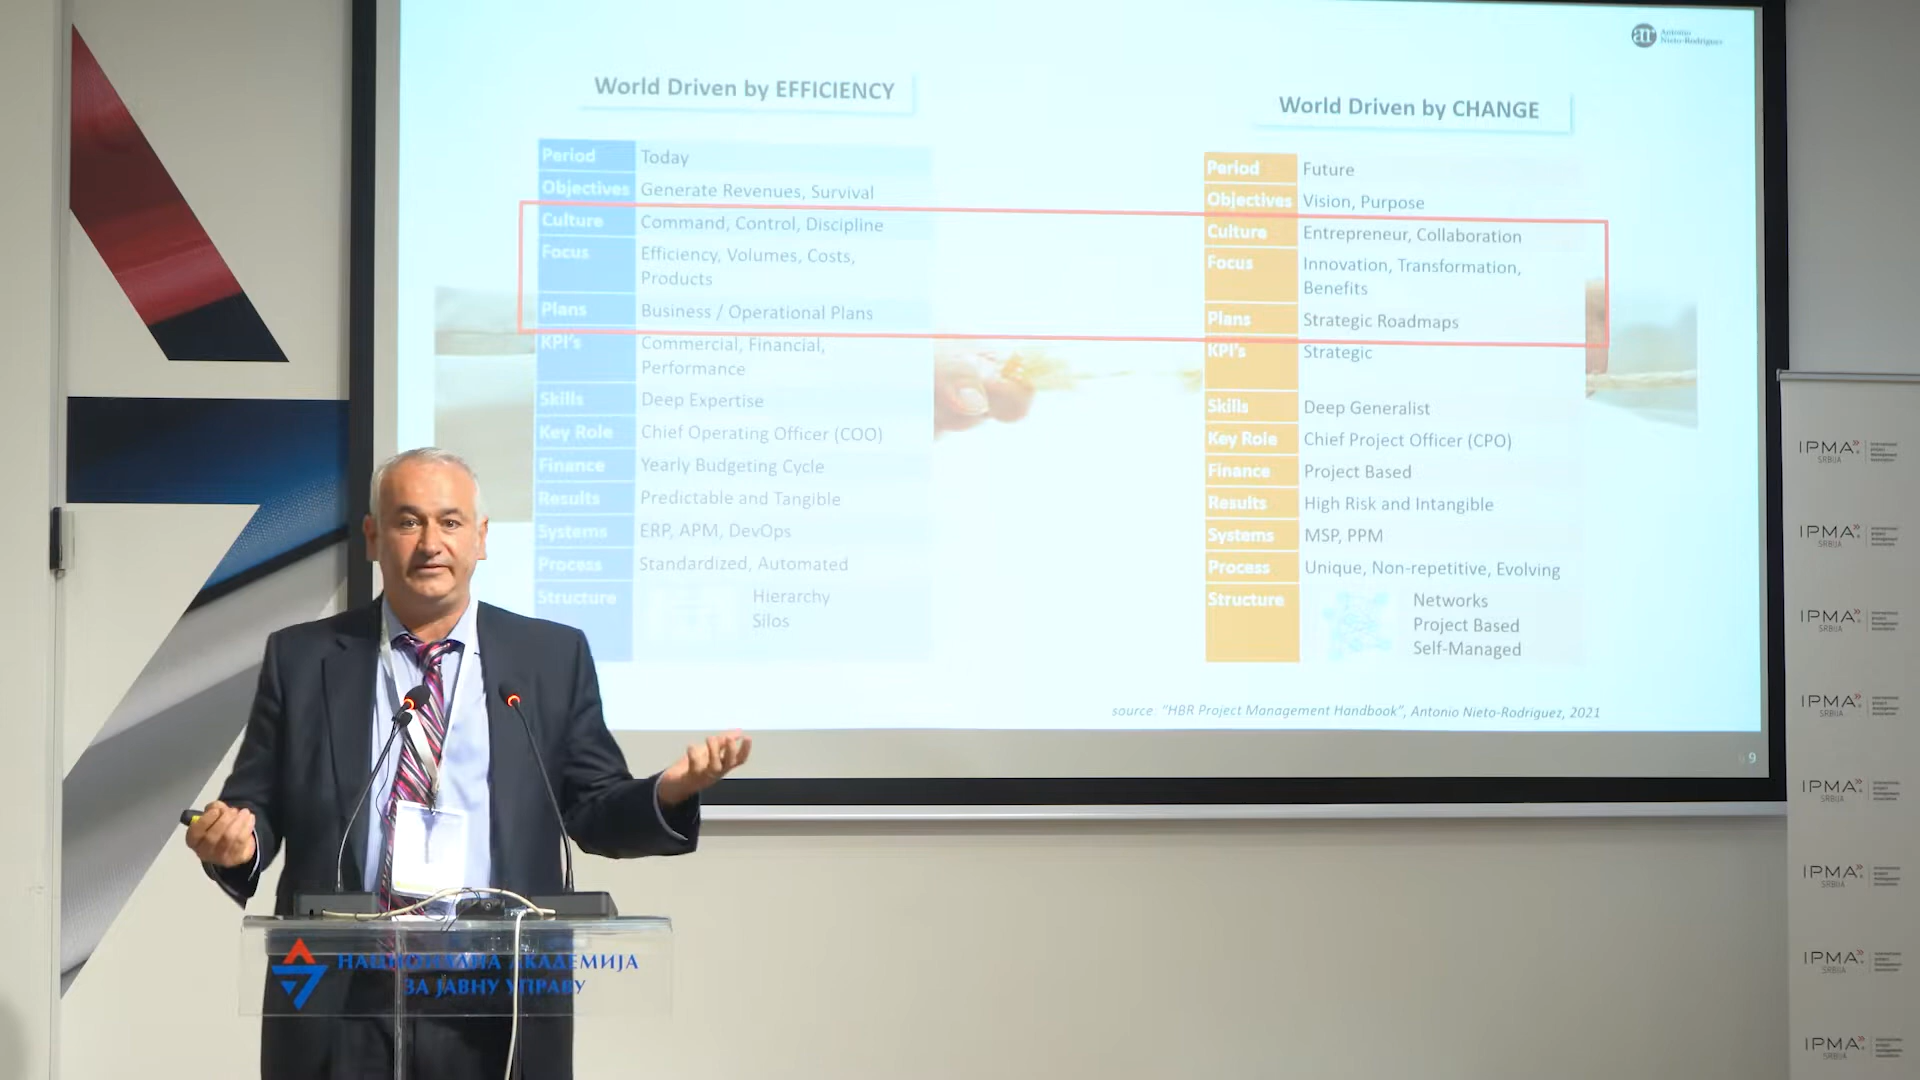 ar Antonio
Nieto-Rodriguez
World Driven by EFFICIENCY
Period Today
Objectives Generate Revenues, Survival
Culture Command, Control, Discipline
Focus Efficiency, Volumes, Costs,
Products
Plans Business / Operational Plans
KPI's Commercial, Financial,
Performance
Skills Deep Expertise
Key Role Chief Operating Officer (COO)
Finance Yearly Budgeting Cycle
Results Predictable and Tangible
Systems ERP, APM, DevOps
Process Standardized, Automated
Structure Hierarchy
Silos
World Driven by CHANGE
Period Future
Objectives Vision, Purpose
Culture Entrepreneur, Collaboration
Focus Innovation, Transformation,
Benefits
Plans Strategic Roadmaps
KPI's Strategic
Skills Deep Generalist
Key Role Chief Project Officer (CPO)
Finance Project Based
Results High Risk and Intangible
Systems MSP, PPM
Process Unique, Non-repetitive, Evolving
Structure Networks
Project Based
Self-Managed
source: "HBR Project Management Handbook", Antonio Nieto-Rodriguez, 2021
9
НАЦИОНАЛНА АКАДЕМИЈА
ЗА ЈАВНУ УПРАВУ
IPMA
SRBIJA
IPMA
SRBIJA
IPMA
SRBIJA
IPMA
SRBIJA
IPMA
SRBIJA
IPMA
SRBIJA
IPMA
SRBIJA
IPMA
SRBIJA